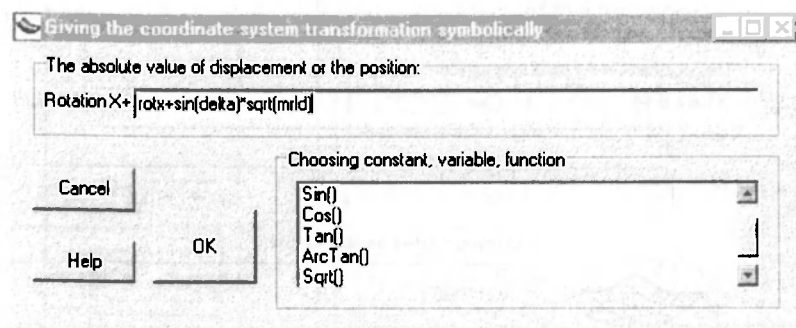 Giving the coordinate system transformation symbolically
The absolute value of displacement or the position:
Rotation X+ rotx+sin(delta)*sqrt(mrld)
Choosing constant, variable, function
Cancel
Help
OK
Sin()
Cos()
Tan()
ArcTan()
Sqrt()